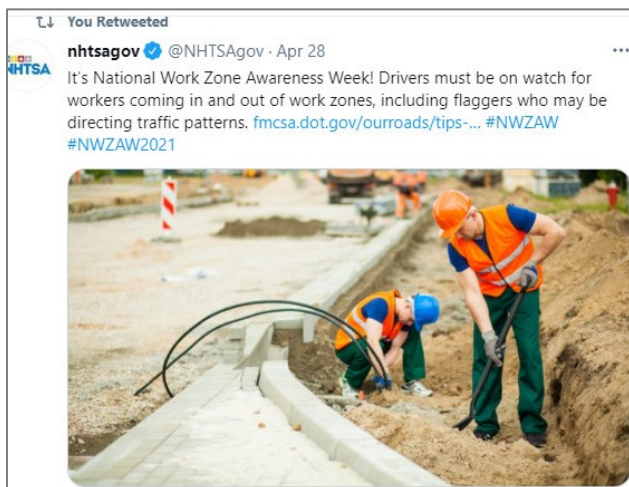 You Retweeted
nhtsagov @NHTSAgov · Apr 28 ···
NHTSA
It's National Work Zone Awareness Week! Drivers must be on watch for
workers coming in and out of work zones, including flaggers who may be
directing traffic patterns. fmcsa.dot.gov/ourroads/tips-... #NWZAW
#NWZAW2021